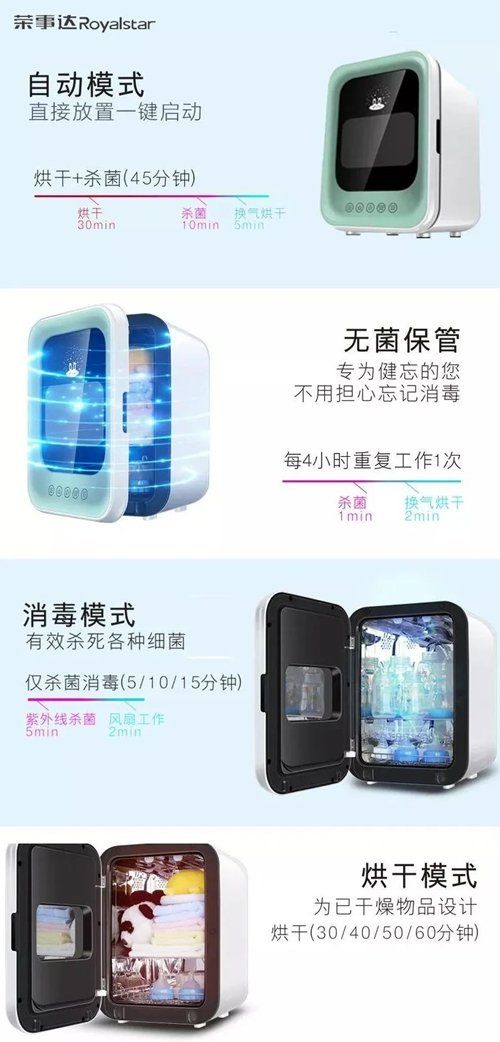 荣事达Royalstar
自动模式
直接放置一键启动
烘干+杀菌(45分钟)
烘干 杀菌 换气烘干
30min 10min 5min
无菌保管
专为健忘的您
不用担心忘记消毒
每4小时重复工作1次
杀菌 换气烘干
1min 2min
消毒模式
有效杀死各种细菌
仅杀菌消毒(5/10/15分钟)
紫外线杀菌 风扇工作
5min 2min
烘干模式
为已干燥物品设计
烘干(30/40/50/60分钟)